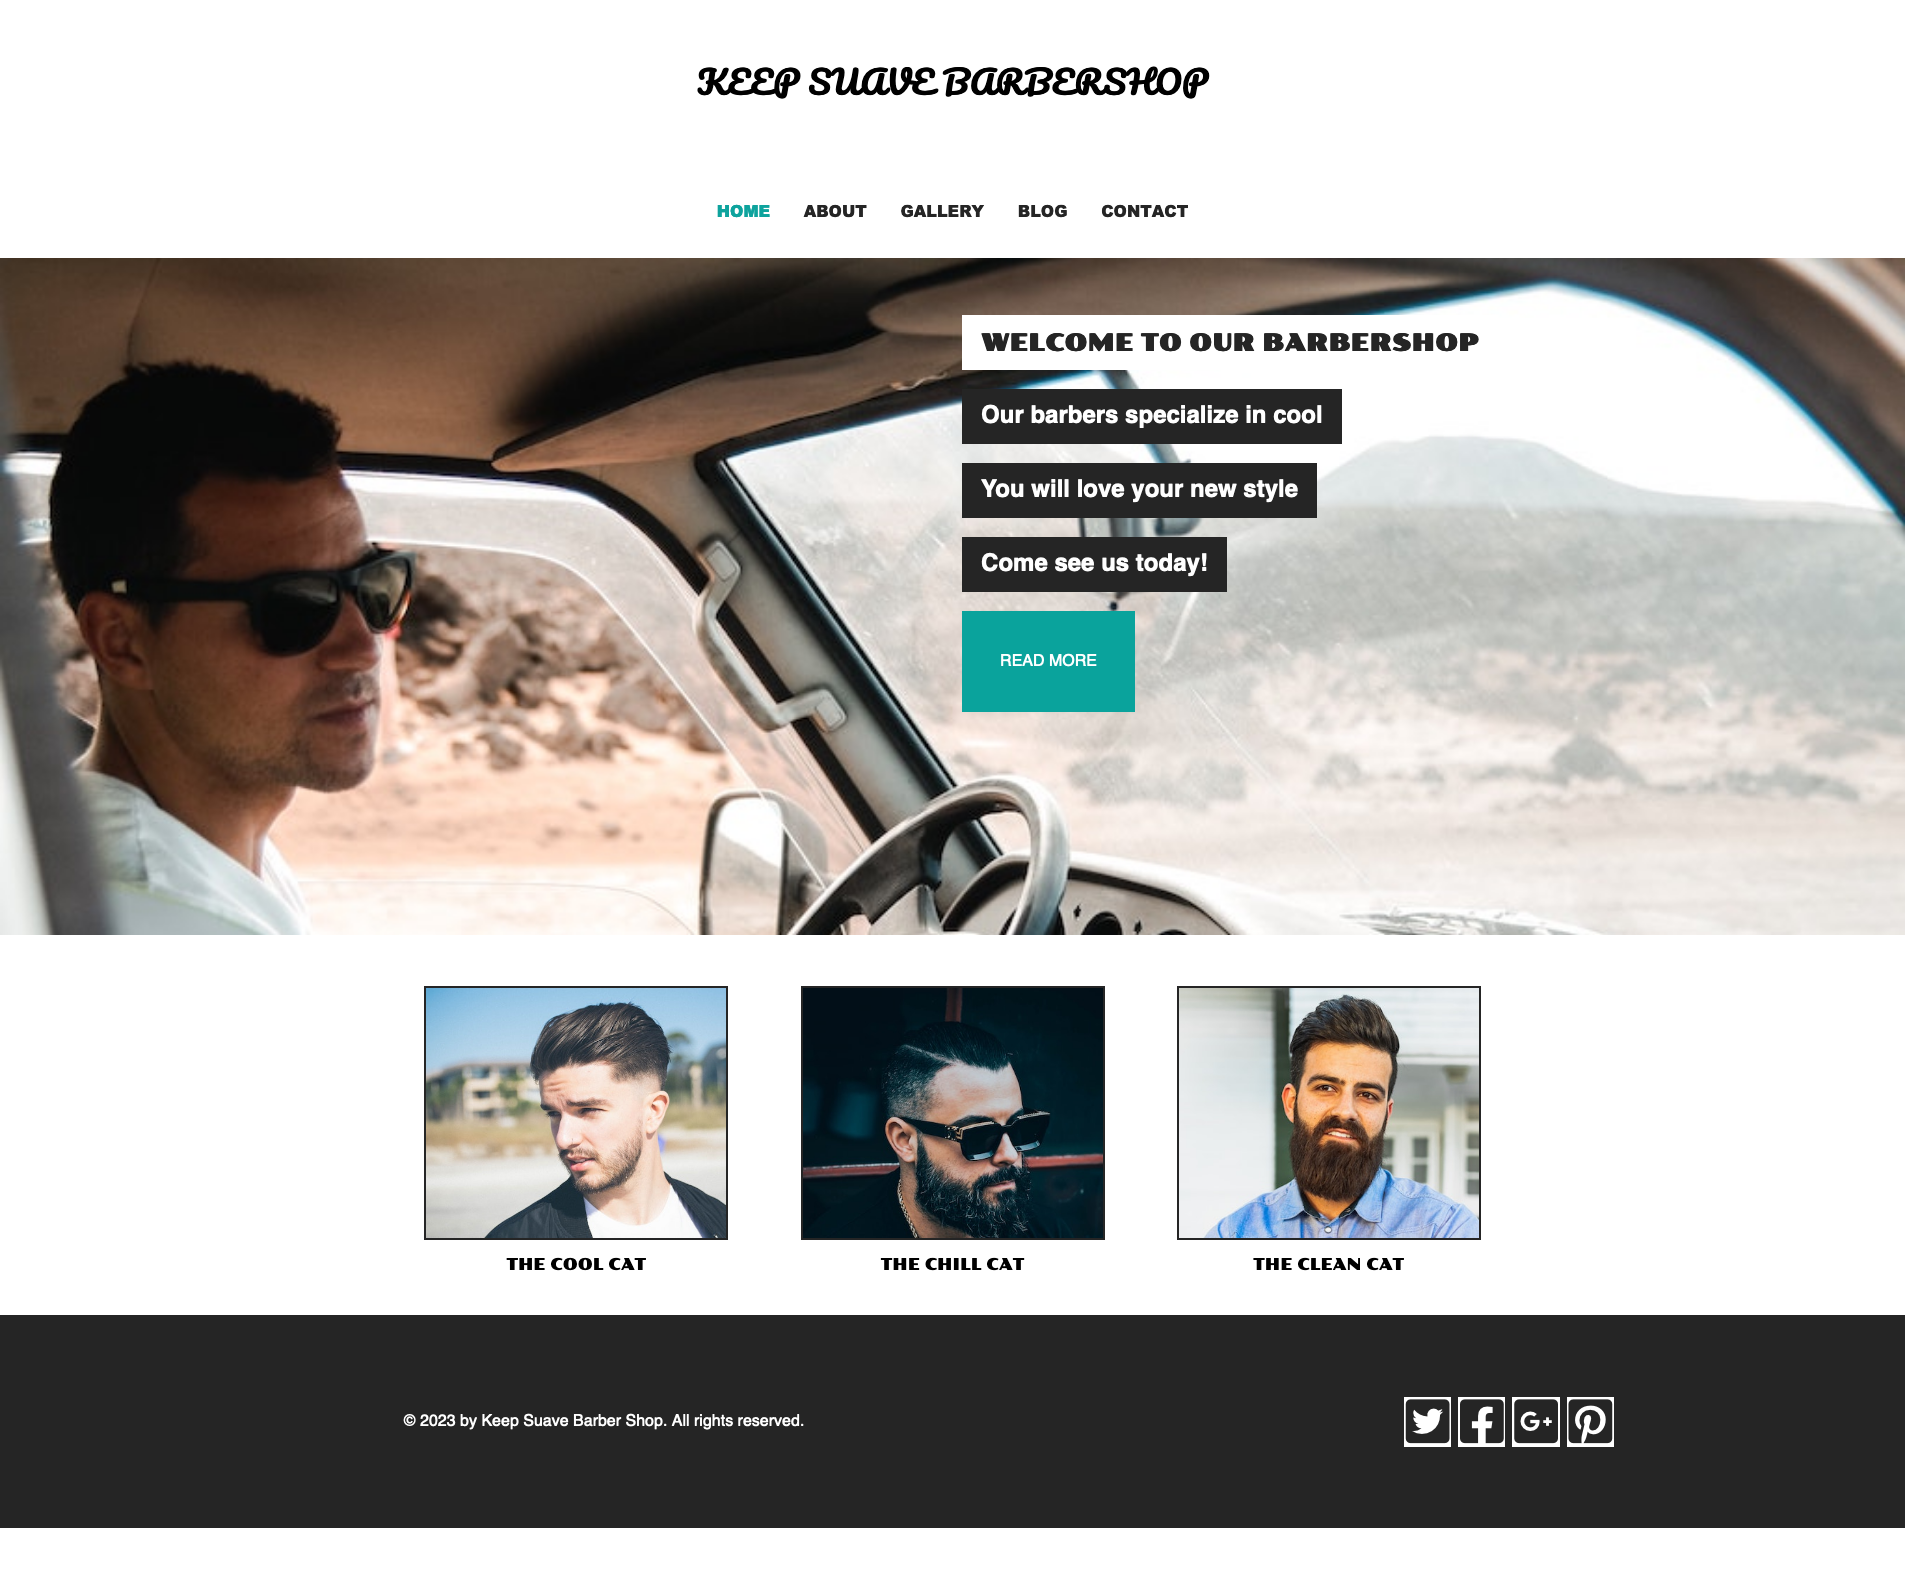 KEEP SUAVE BARBERSHOP
HOME ABOUT GALLERY BLOG CONTACT
WELCOME TO OUR BARBERSHOP
Our barbers specialize in cool
You will love your new style
Come see us today!
READ MORE
THE COOL CAT THE CHILL CAT THE CLEAN CAT
© 2023 by Keep Suave Barber Shop. All rights reserved.